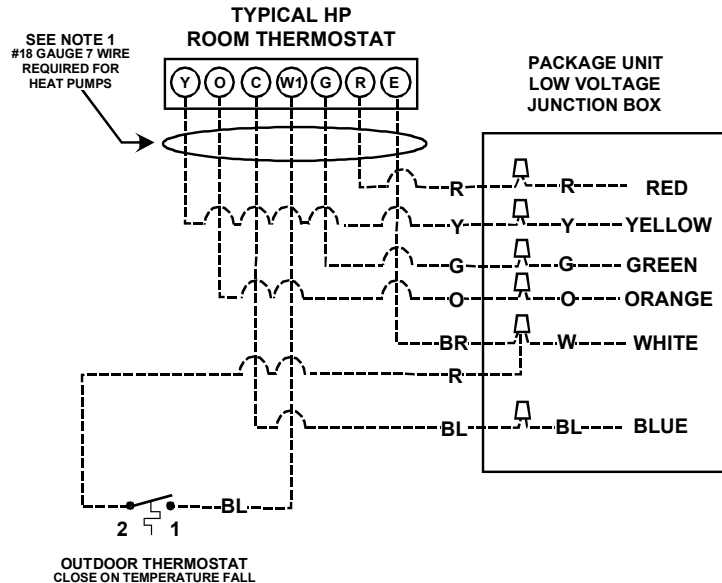 TYPICAL HP
ROOM THERMOSTAT
SEE NOTE 1
#18 GAUGE 7 WIRE
REQUIRED FOR
HEAT PUMPS
PACKAGE UNIT
LOW VOLTAGE
JUNCTION BOX
Y O C W1 G R E
R R RED
Y Y YELLOW
G G GREEN
O O ORANGE
BR W WHITE
R
BL BL BLUE
BL
2 1
OUTDOOR THERMOSTAT
CLOSE ON TEMPERATURE FALL